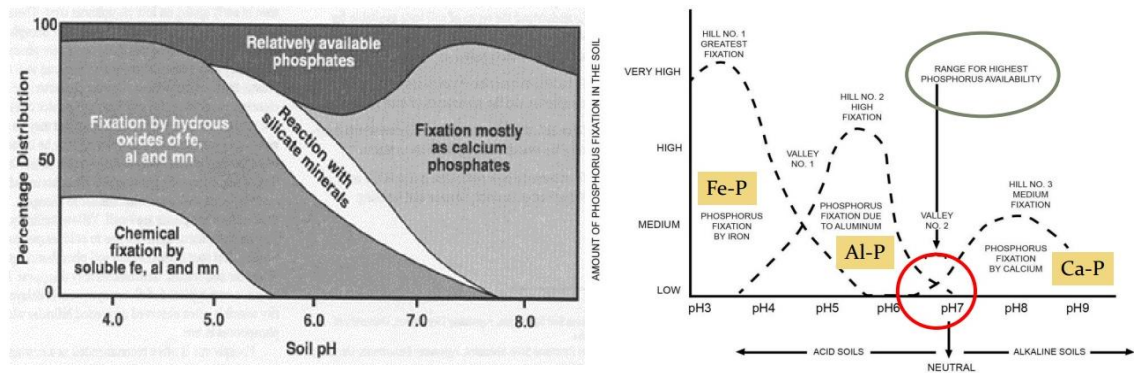 100
50
0
Percentage Distribution
Relatively available
phosphates
Fixation by hydrous
oxides of fe,
al and mn
Reaction with
silicate minerals
Fixation mostly
as calcium
phosphates
Chemical
fixation by
soluble fe, al and mn
4.0 5.0 6.0 7.0 8.0
Soil pH
AMOUNT OF PHOSPHORUS FIXATION IN THE SOIL
VERY HIGH
HIGH
MEDIUM
LOW
HILL NO. 1
GREATEST
FIXATION
HILL NO. 2
HIGH
FIXATION
RANGE FOR HIGHEST
PHOSPHORUS AVAILABILITY
VALLEY
NO. 1
Fe-P
PHOSPHORUS
FIXATION
BY IRON
PHOSPHORUS
FIXATION DUE
TO ALUMINUM
Al-P
VALLEY
NO. 2
HILL NO. 3
MEDIUM
FIXATION
PHOSPHORUS
FIXATION
BY CALCIUM
Ca-P
pH3 pH4 pH5 pH6 pH7 pH8 pH9
ACID SOILS
ALKALINE SOILS
NEUTRAL